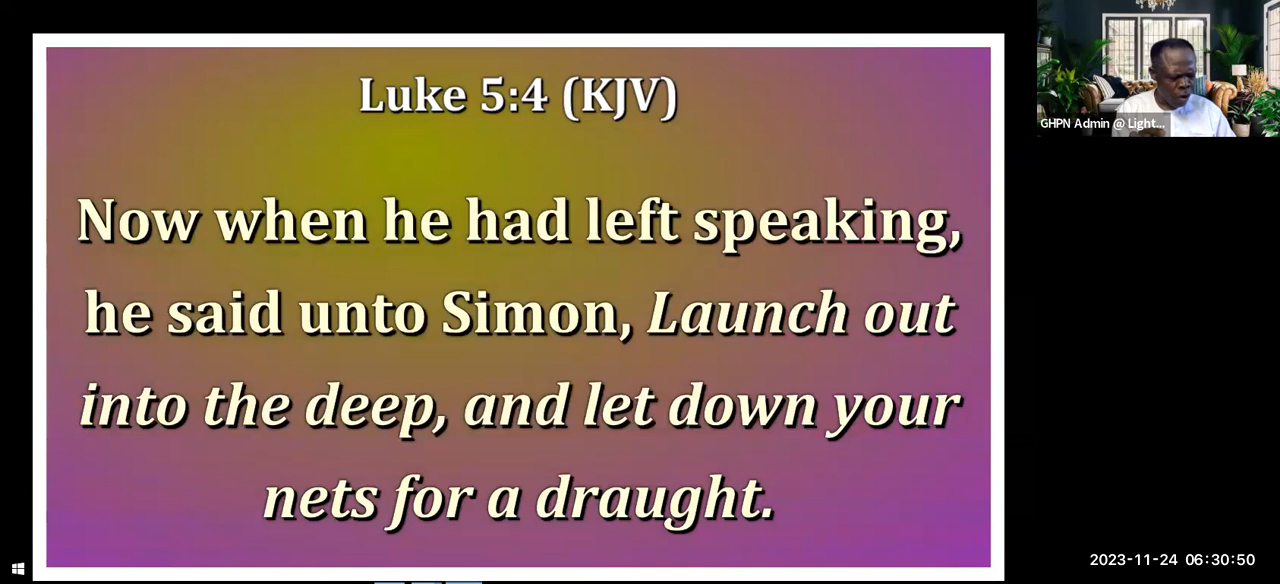 Luke 5:4 (KJV)
Now when he had left speaking,
he said unto Simon, Launch out
into the deep, and let down your
nets for a draught.
GHPN Admin @ Light...
2023-11-24 06:30:50